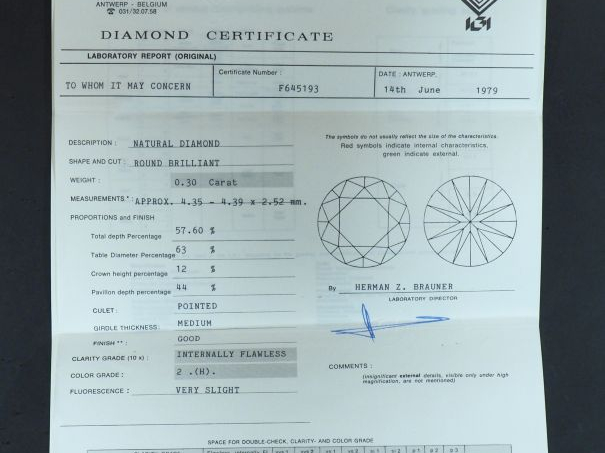 ANTWERP - BELGIUM
☎ 031/32.07.58
DIAMOND CERTIFICATE
LABORATORY REPORT (ORIGINAL)
TO WHOM IT MAY CONCERN
Certificate Number :
F645193
DATE : ANTWERP.
14th June 1979
DESCRIPTION : NATURAL DIAMOND
SHAPE AND CUT : ROUND BRILLIANT
WEIGHT : 0.30 Carat
MEASUREMENTS * : APPROX. 4.35 - 4.39 x 2.52 mm.
PROPORTIONS and FINISH
Total depth Percentage 57.60 %
Table Diameter Percentage 63 %
Crown height percentage 12 %
Pavilion depth percentage 44 %
CULET : POINTED
GIRDLE THICKNESS: MEDIUM
FINISH ** : GOOD
CLARITY GRADE (10 x) : INTERNALLY FLAWLESS
COLOR GRADE : 2 .(H).
FLUORESCENCE : VERY SLIGHT
The symbols do not usually reflect the size of the characteristics.
Red symbols indicate internal characteristics,
green indicate external.
By HERMAN Z. BRAUNER
LABORATORY DIRECTOR
COMMENTS :
(insignificant external details, visible only under high
magnification, are not mentioned)
SPACE FOR DOUBLE-CHECK, CLARITY- AND COLOR GRADE